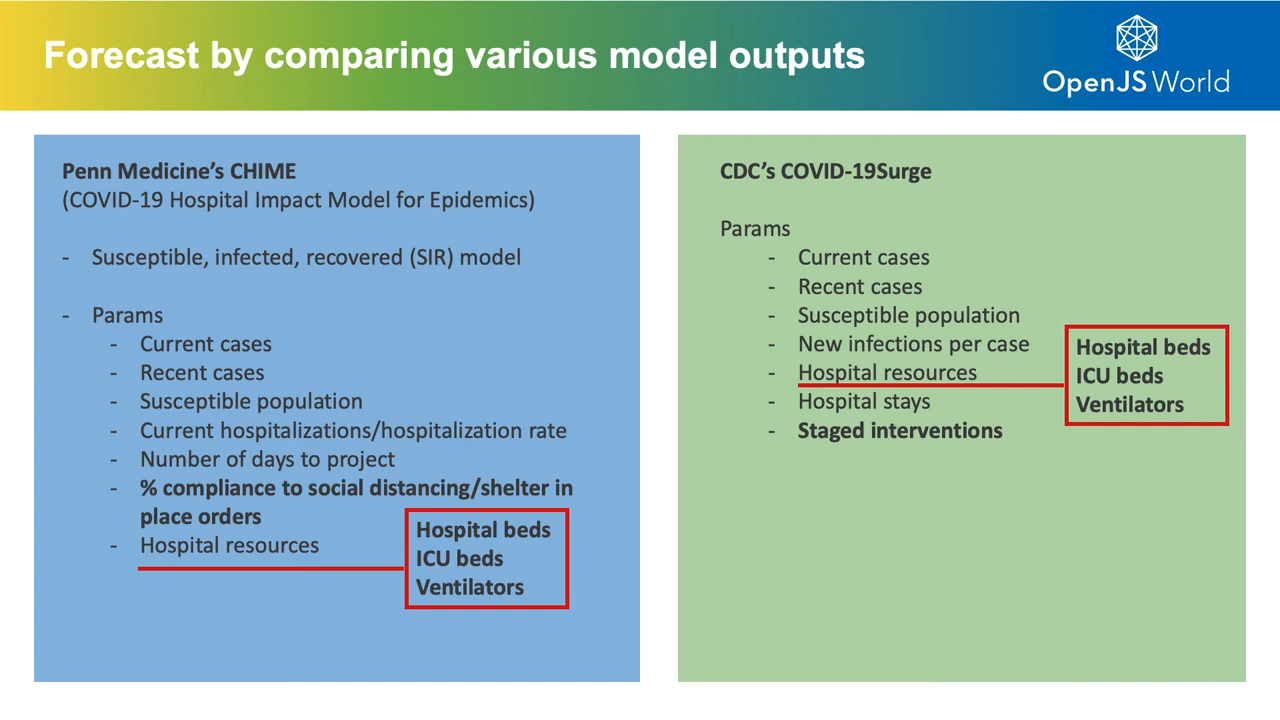 Forecast by comparing various model outputs
OpenJS World
Penn Medicine’s CHIME
(COVID-19 Hospital Impact Model for Epidemics)
- Susceptible, infected, recovered (SIR) model
- Params
- Current cases
- Recent cases
- Susceptible population
- Current hospitalizations/hospitalization rate
- Number of days to project
- % compliance to social distancing/shelter in
place orders
- Hospital resources
Hospital beds
ICU beds
Ventilators
CDC’s COVID-19Surge
Params
- Current cases
- Recent cases
- Susceptible population
- New infections per case
- Hospital resources
- Hospital stays
- Staged interventions
Hospital beds
ICU beds
Ventilators